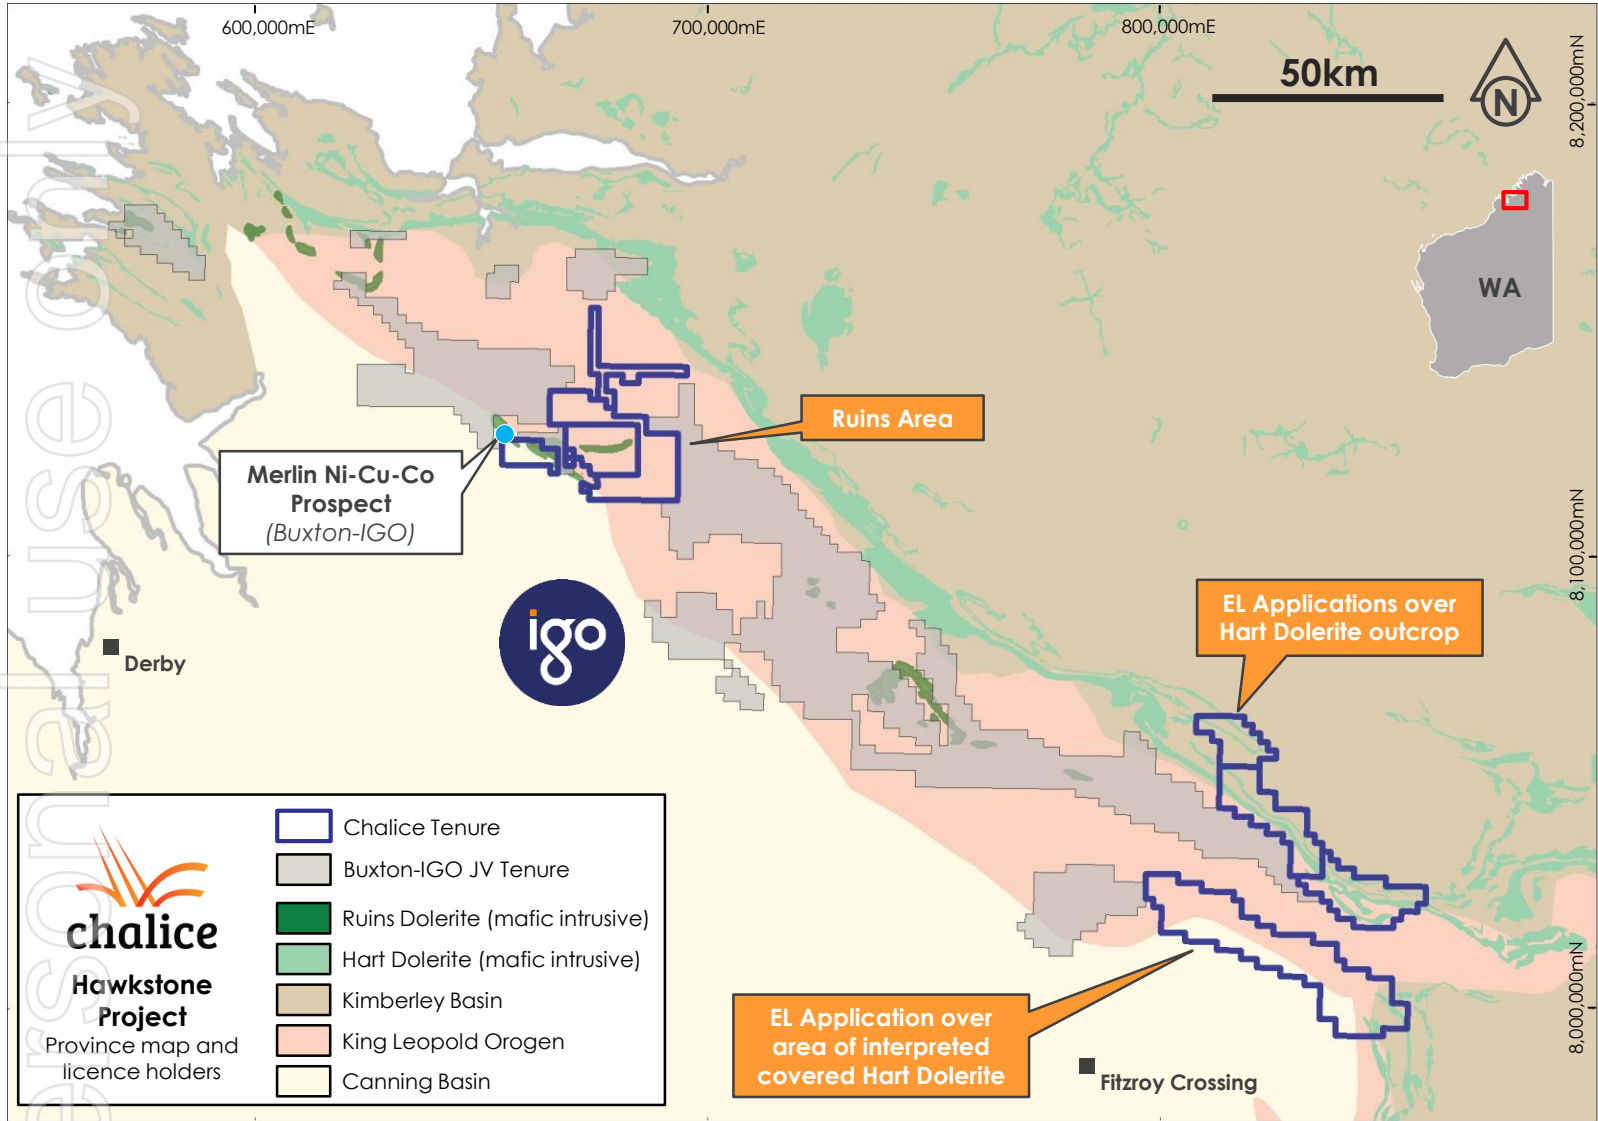 600,000mE
700,000mE
800,000mE
50km
N
8,200,000mN
WA
Ruins Area
Merlin Ni-Cu-Co
Prospect
(Buxton-IGO)
8,100,000mN
igo
EL Applications over
Hart Dolerite outcrop
Derby
chalice
Hawkstone
Project
Province map and
licence holders
Chalice Tenure
Buxton-IGO JV Tenure
Ruins Dolerite (mafic intrusive)
Hart Dolerite (mafic intrusive)
Kimberley Basin
King Leopold Orogen
Canning Basin
EL Application over
area of interpreted
covered Hart Dolerite
8,000,000mN
Fitzroy Crossing
ersonal use only